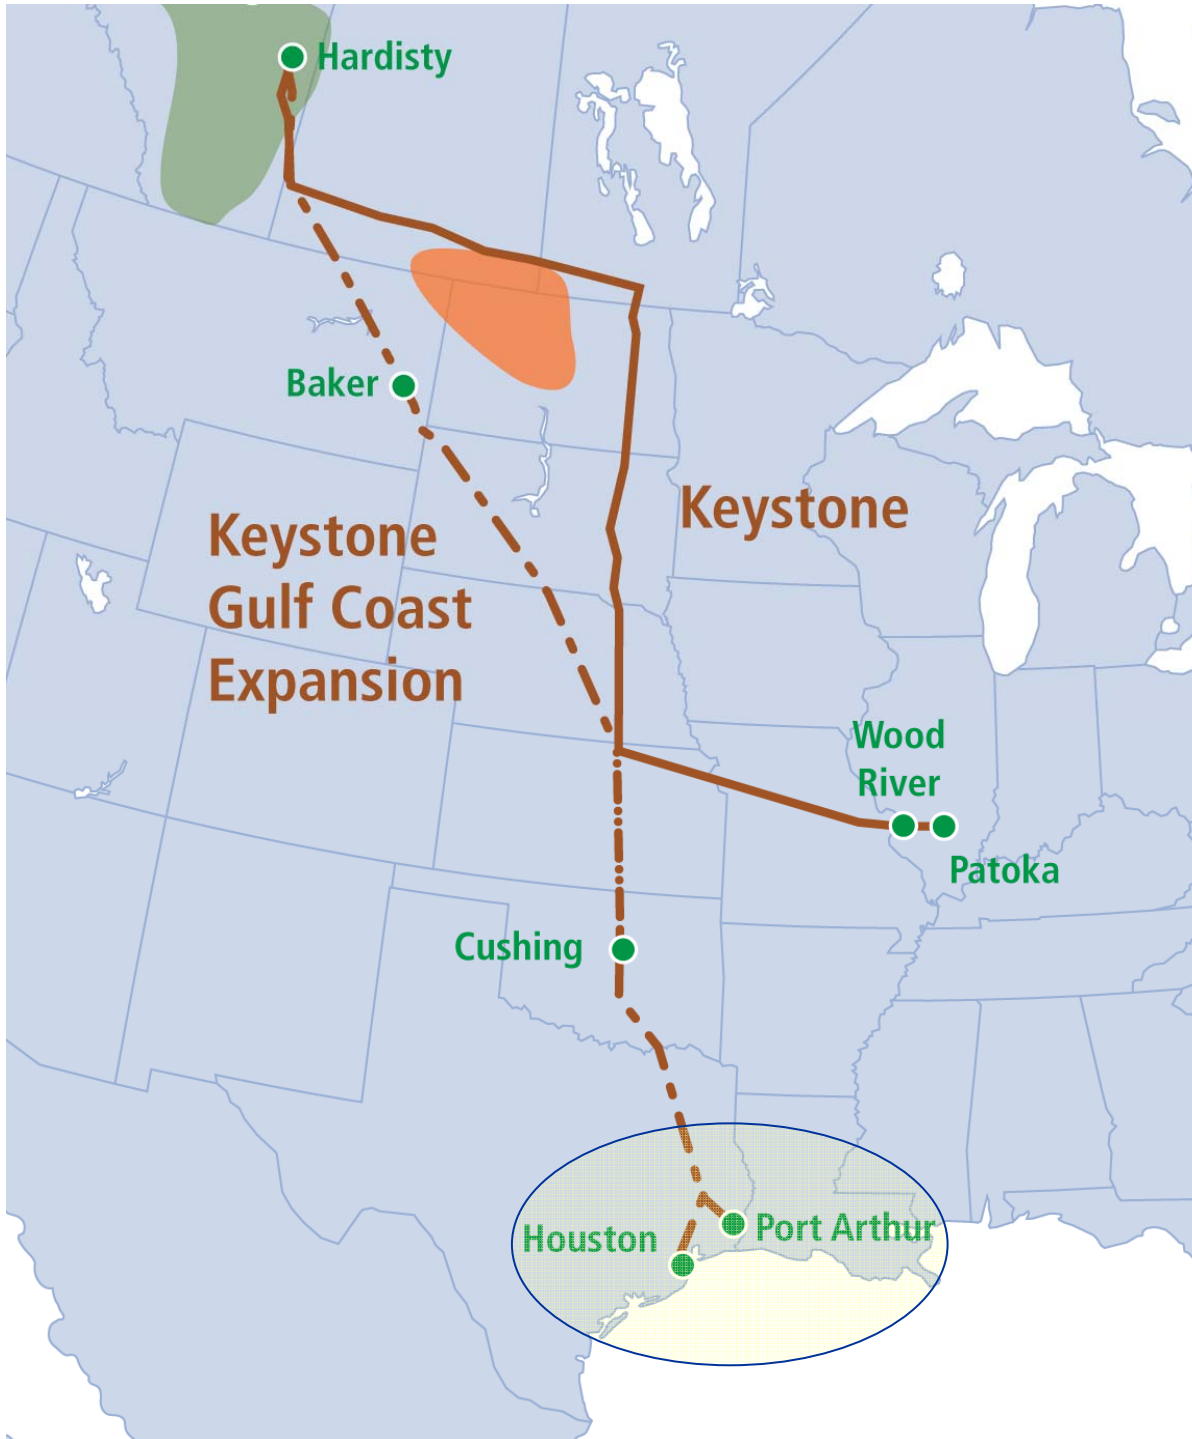 Hardisty
Baker
Keystone
Keystone
Gulf Coast
Expansion
Wood
River
Patoka
Cushing
Port Arthur
Houston